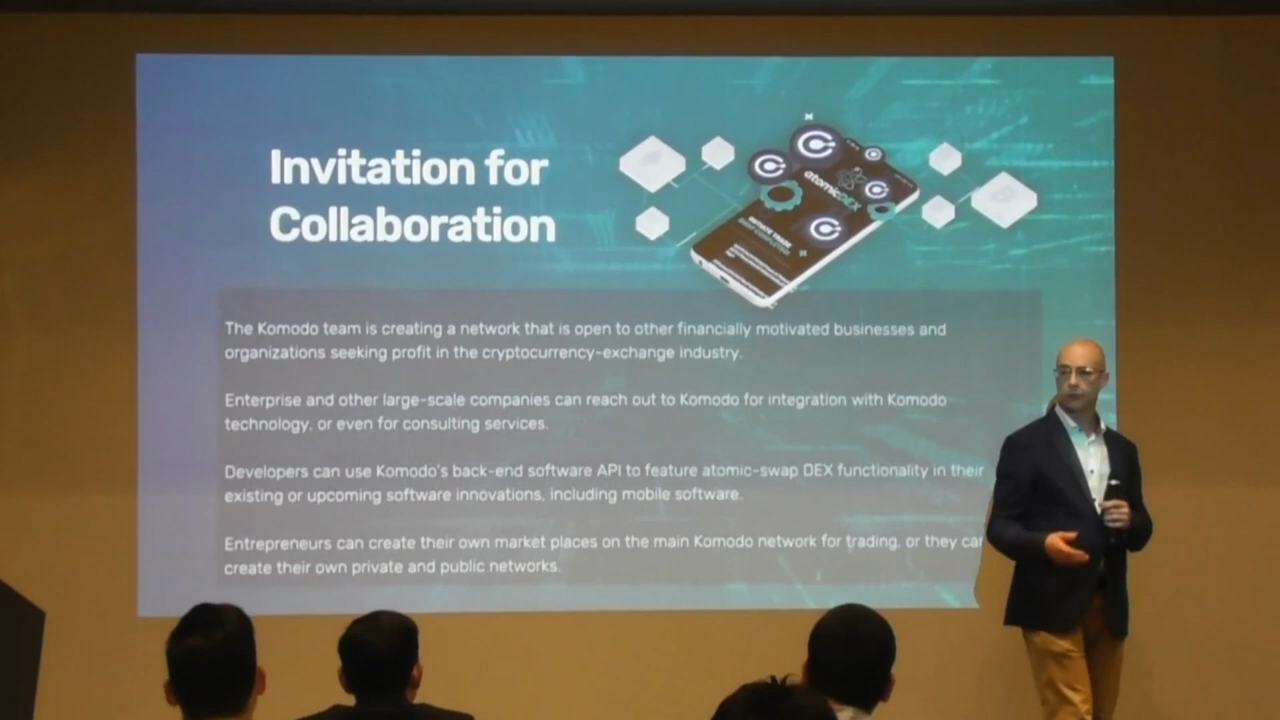 Invitation for
Collaboration
atomicDEX
The Komodo team is creating a network that is open to other financially motivated businesses and
organizations seeking profit in the cryptocurrency-exchange industry.
Enterprise and other large-scale companies can reach out to Komodo for integration with Komodo
technology, or even for consulting services.
Developers can use Komodo's back-end software API to feature atomic-swap DEX functionality in their
existing or upcoming software innovations, including mobile software.
Entrepreneurs can create their own market places on the main Komodo network for trading, or they can
create their own private and public networks.